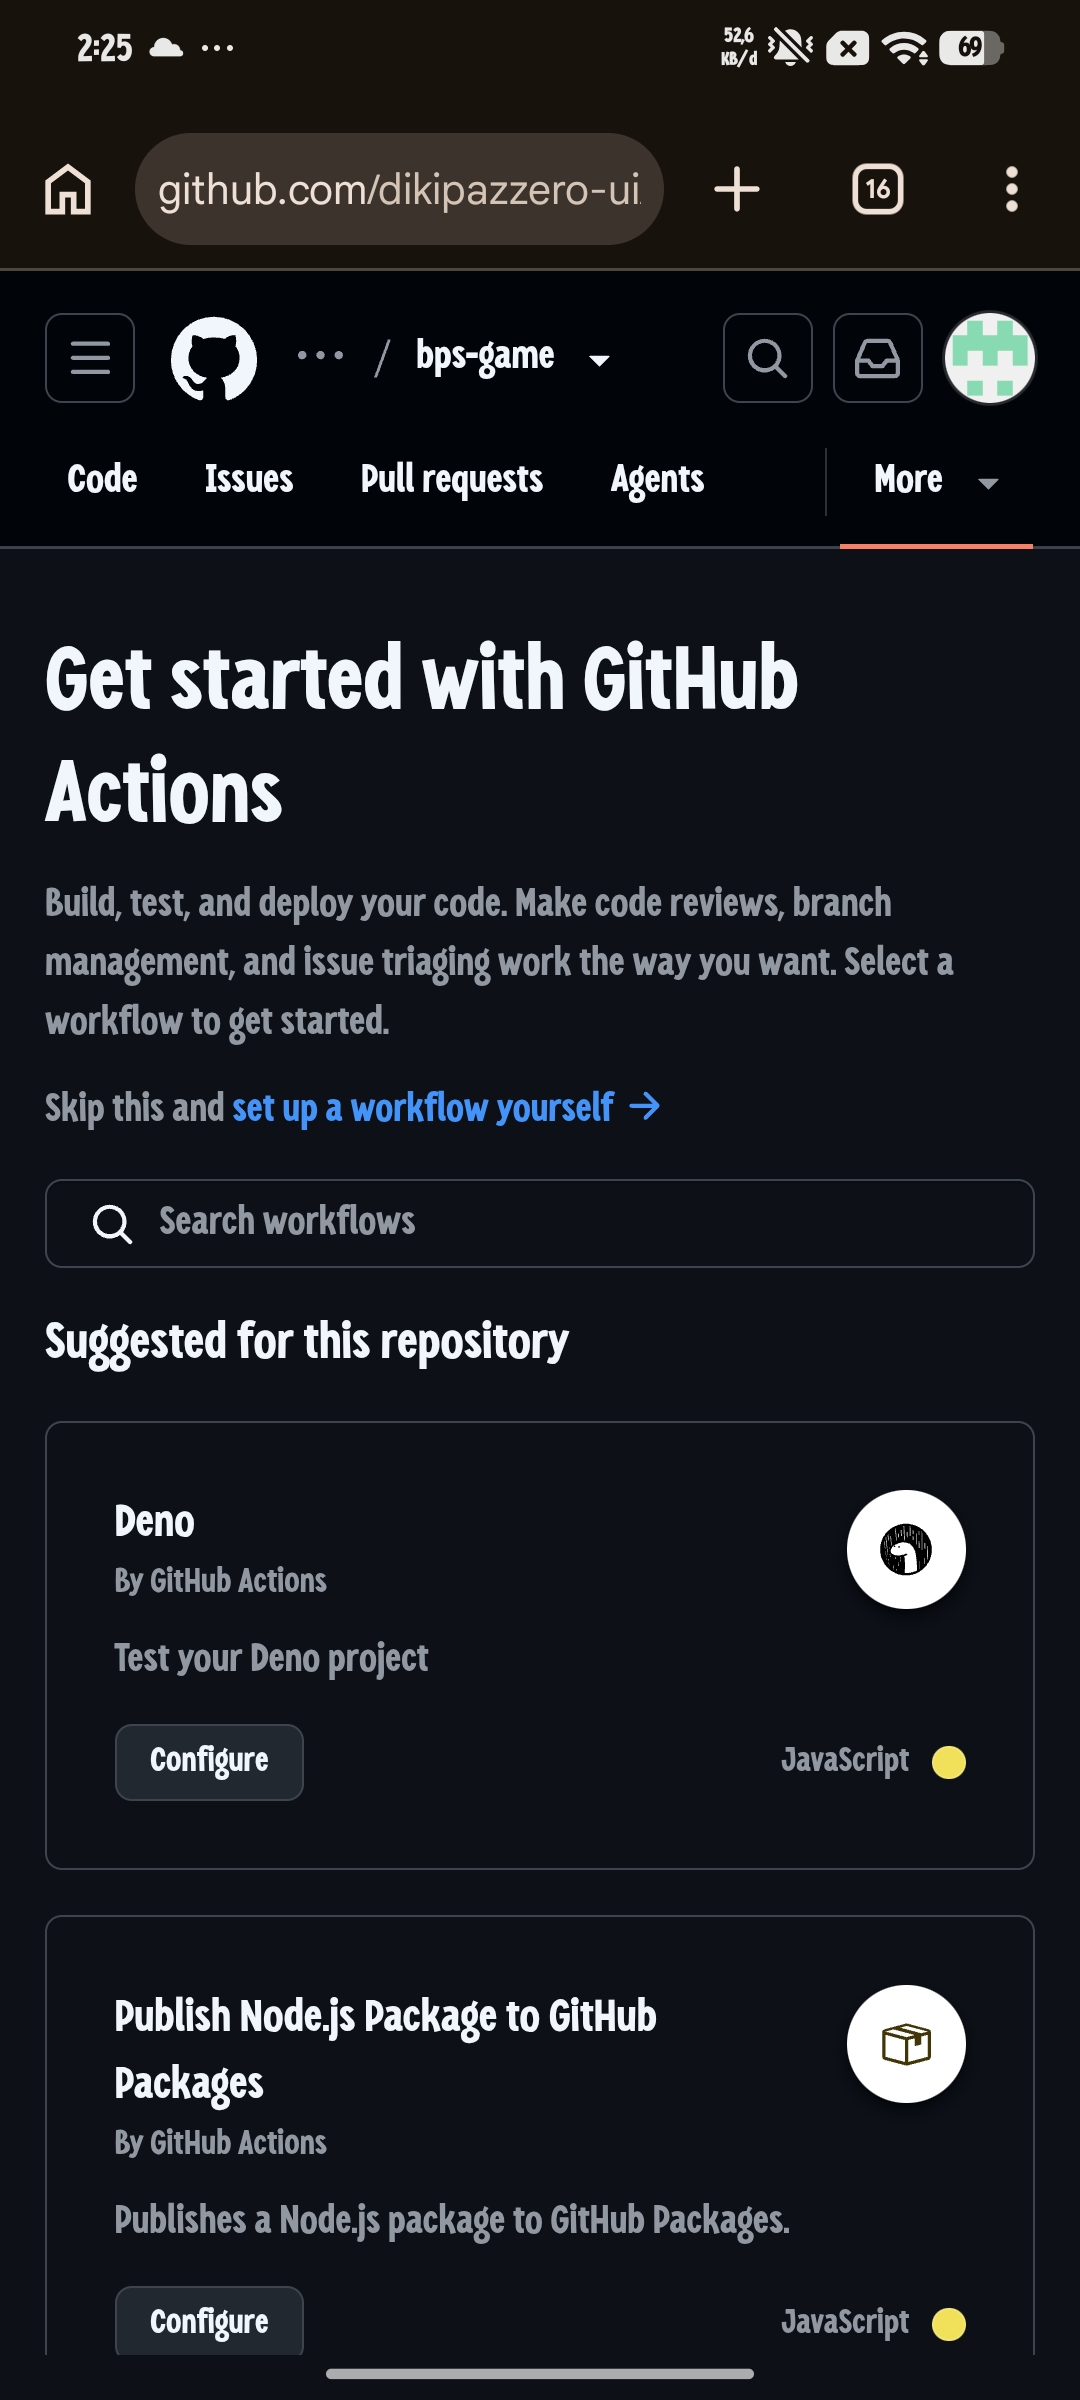 2:25
52,6
KB/d
69
github.com/dikipazzero-ui
16
/ bps-game
Code Issues Pull requests Agents More
Get started with GitHub
Actions
Build, test, and deploy your code. Make code reviews, branch
management, and issue triaging work the way you want. Select a
workflow to get started.
Skip this and set up a workflow yourself →
Search workflows
Suggested for this repository
Deno
By GitHub Actions
Test your Deno project
Configure
JavaScript
Publish Node.js Package to GitHub
Packages
By GitHub Actions
Publishes a Node.js package to GitHub Packages.
Configure
JavaScript